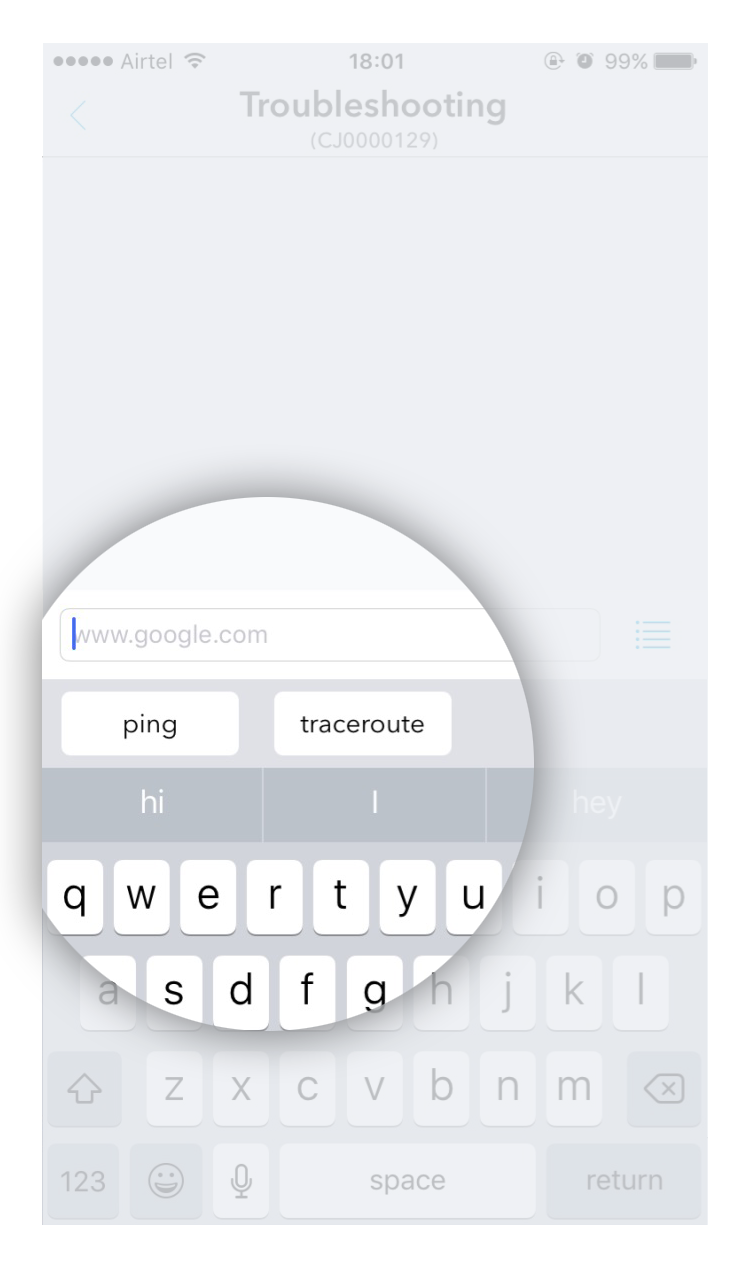 Airtel 18:01 99%
Troubleshooting
(CJ0000129)
www.google.com
ping traceroute
hi I hey
q w e r t y u i o p
a s d f g h j k l
z x c v b n m
123 space return